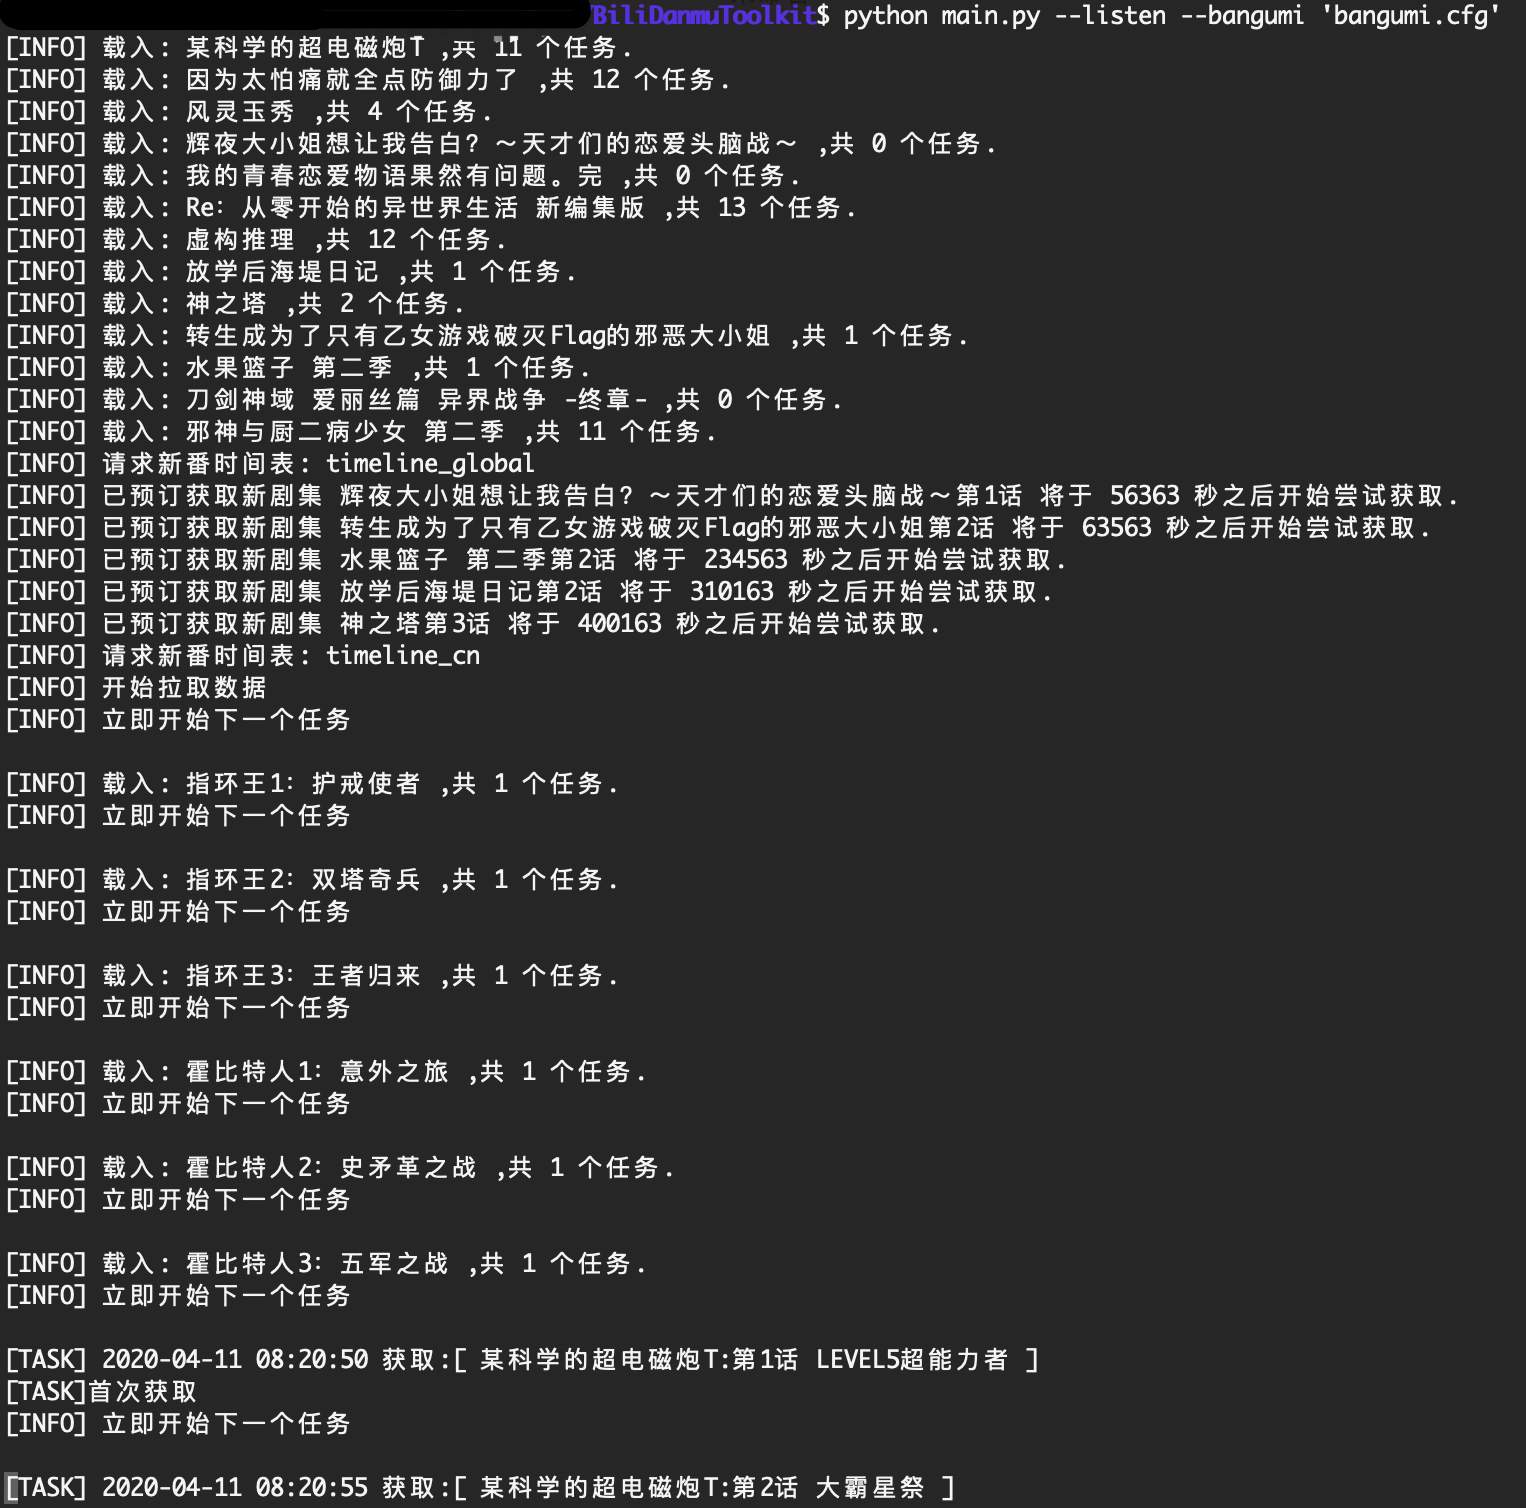 BiliDanmuToolkit$ python main.py --listen --bangumi 'bangumi.cfg'
[INFO] 载入: 某科学的超电磁炮T ,共 11 个任务.
[INFO] 载入: 因为太怕痛就全点防御力了 ,共 12 个任务.
[INFO] 载入: 风灵玉秀 ,共 4 个任务.
[INFO] 载入: 辉夜大小姐想让我告白? ～天才们的恋爱头脑战～ ,共 0 个任务.
[INFO] 载入: 我的青春恋爱物语果然有问题。完 ,共 0 个任务.
[INFO] 载入: Re: 从零开始的异世界生活 新编集版 ,共 13 个任务.
[INFO] 载入: 虚构推理 ,共 12 个任务.
[INFO] 载入: 放学后海堤日记 ,共 1 个任务.
[INFO] 载入: 神之塔 ,共 2 个任务.
[INFO] 载入: 转生成为了只有乙女游戏破灭Flag的邪恶大小姐 ,共 1 个任务.
[INFO] 载入: 水果篮子 第二季 ,共 1 个任务.
[INFO] 载入: 刀剑神域 爱丽丝篇 异界战争 -终章- ,共 0 个任务.
[INFO] 载入: 邪神与厨二病少女 第二季 ,共 11 个任务.
[INFO] 请求新番时间表: timeline_global
[INFO] 已预订获取新剧集 辉夜大小姐想让我告白? ～天才们的恋爱头脑战～第1话 将于 56363 秒之后开始尝试获取.
[INFO] 已预订获取新剧集 转生成为了只有乙女游戏破灭Flag的邪恶大小姐第2话 将于 63563 秒之后开始尝试获取.
[INFO] 已预订获取新剧集 水果篮子 第二季第2话 将于 234563 秒之后开始尝试获取.
[INFO] 已预订获取新剧集 放学后海堤日记第2话 将于 310163 秒之后开始尝试获取.
[INFO] 已预订获取新剧集 神之塔第3话 将于 400163 秒之后开始尝试获取.
[INFO] 请求新番时间表: timeline_cn
[INFO] 开始拉取数据
[INFO] 立即开始下一个任务
[INFO] 载入: 指环王1: 护戒使者 ,共 1 个任务.
[INFO] 立即开始下一个任务
[INFO] 载入: 指环王2: 双塔奇兵 ,共 1 个任务.
[INFO] 立即开始下一个任务
[INFO] 载入: 指环王3: 王者归来 ,共 1 个任务.
[INFO] 立即开始下一个任务
[INFO] 载入: 霍比特人1: 意外之旅 ,共 1 个任务.
[INFO] 立即开始下一个任务
[INFO] 载入: 霍比特人2: 史矛革之战 ,共 1 个任务.
[INFO] 立即开始下一个任务
[INFO] 载入: 霍比特人3: 五军之战 ,共 1 个任务.
[INFO] 立即开始下一个任务
[TASK] 2020-04-11 08:20:50 获取:[ 某科学的超电磁炮T:第1话 LEVEL5超能力者 ]
[TASK]首次获取
[INFO] 立即开始下一个任务
[TASK] 2020-04-11 08:20:55 获取:[ 某科学的超电磁炮T:第2话 大霸星祭 ]